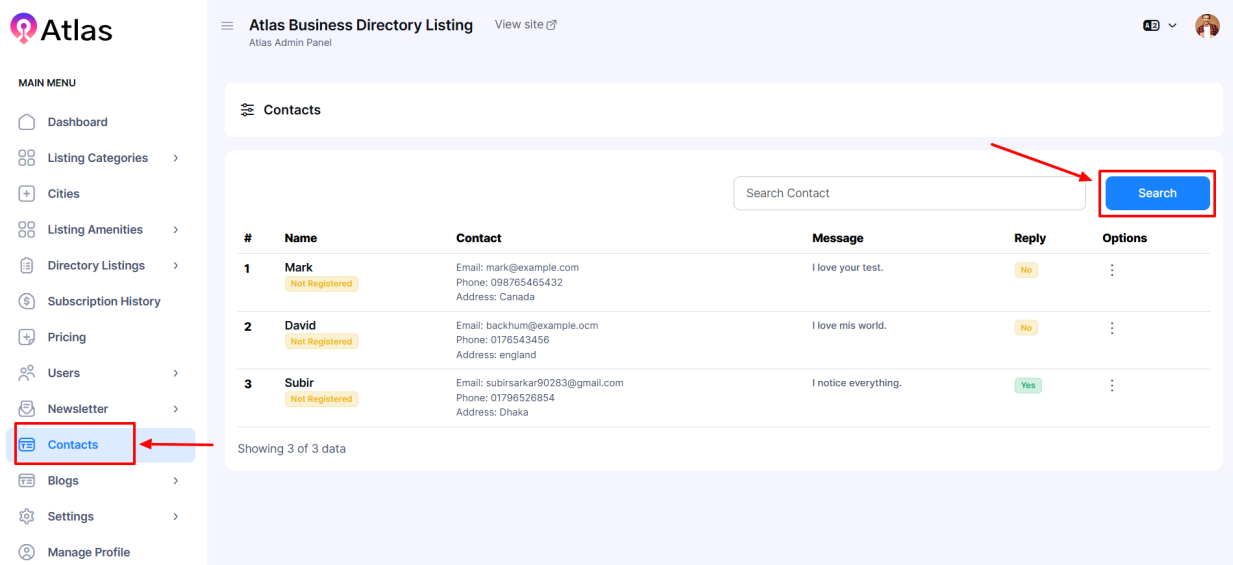 Atlas
Atlas Business Directory Listing
View site
Atlas Admin Panel
MAIN MENU
Dashboard
Listing Categories
Cities
Listing Amenities
Directory Listings
Subscription History
Pricing
Users
Newsletter
Contacts
Blogs
Settings
Manage Profile
Contacts
Search Contact
Search
# Name Contact Message Reply Options
1 Mark
Not Registered
Email: mark@example.com
Phone: 098765465432
Address: Canada
I love your test.
No
2 David
Not Registered
Email: backhum@example.ocm
Phone: 0176543456
Address: england
I love mis world.
No
3 Subir
Not Registered
Email: subirsarkar90283@gmail.com
Phone: 01796526854
Address: Dhaka
I notice everything.
Yes
Showing 3 of 3 data